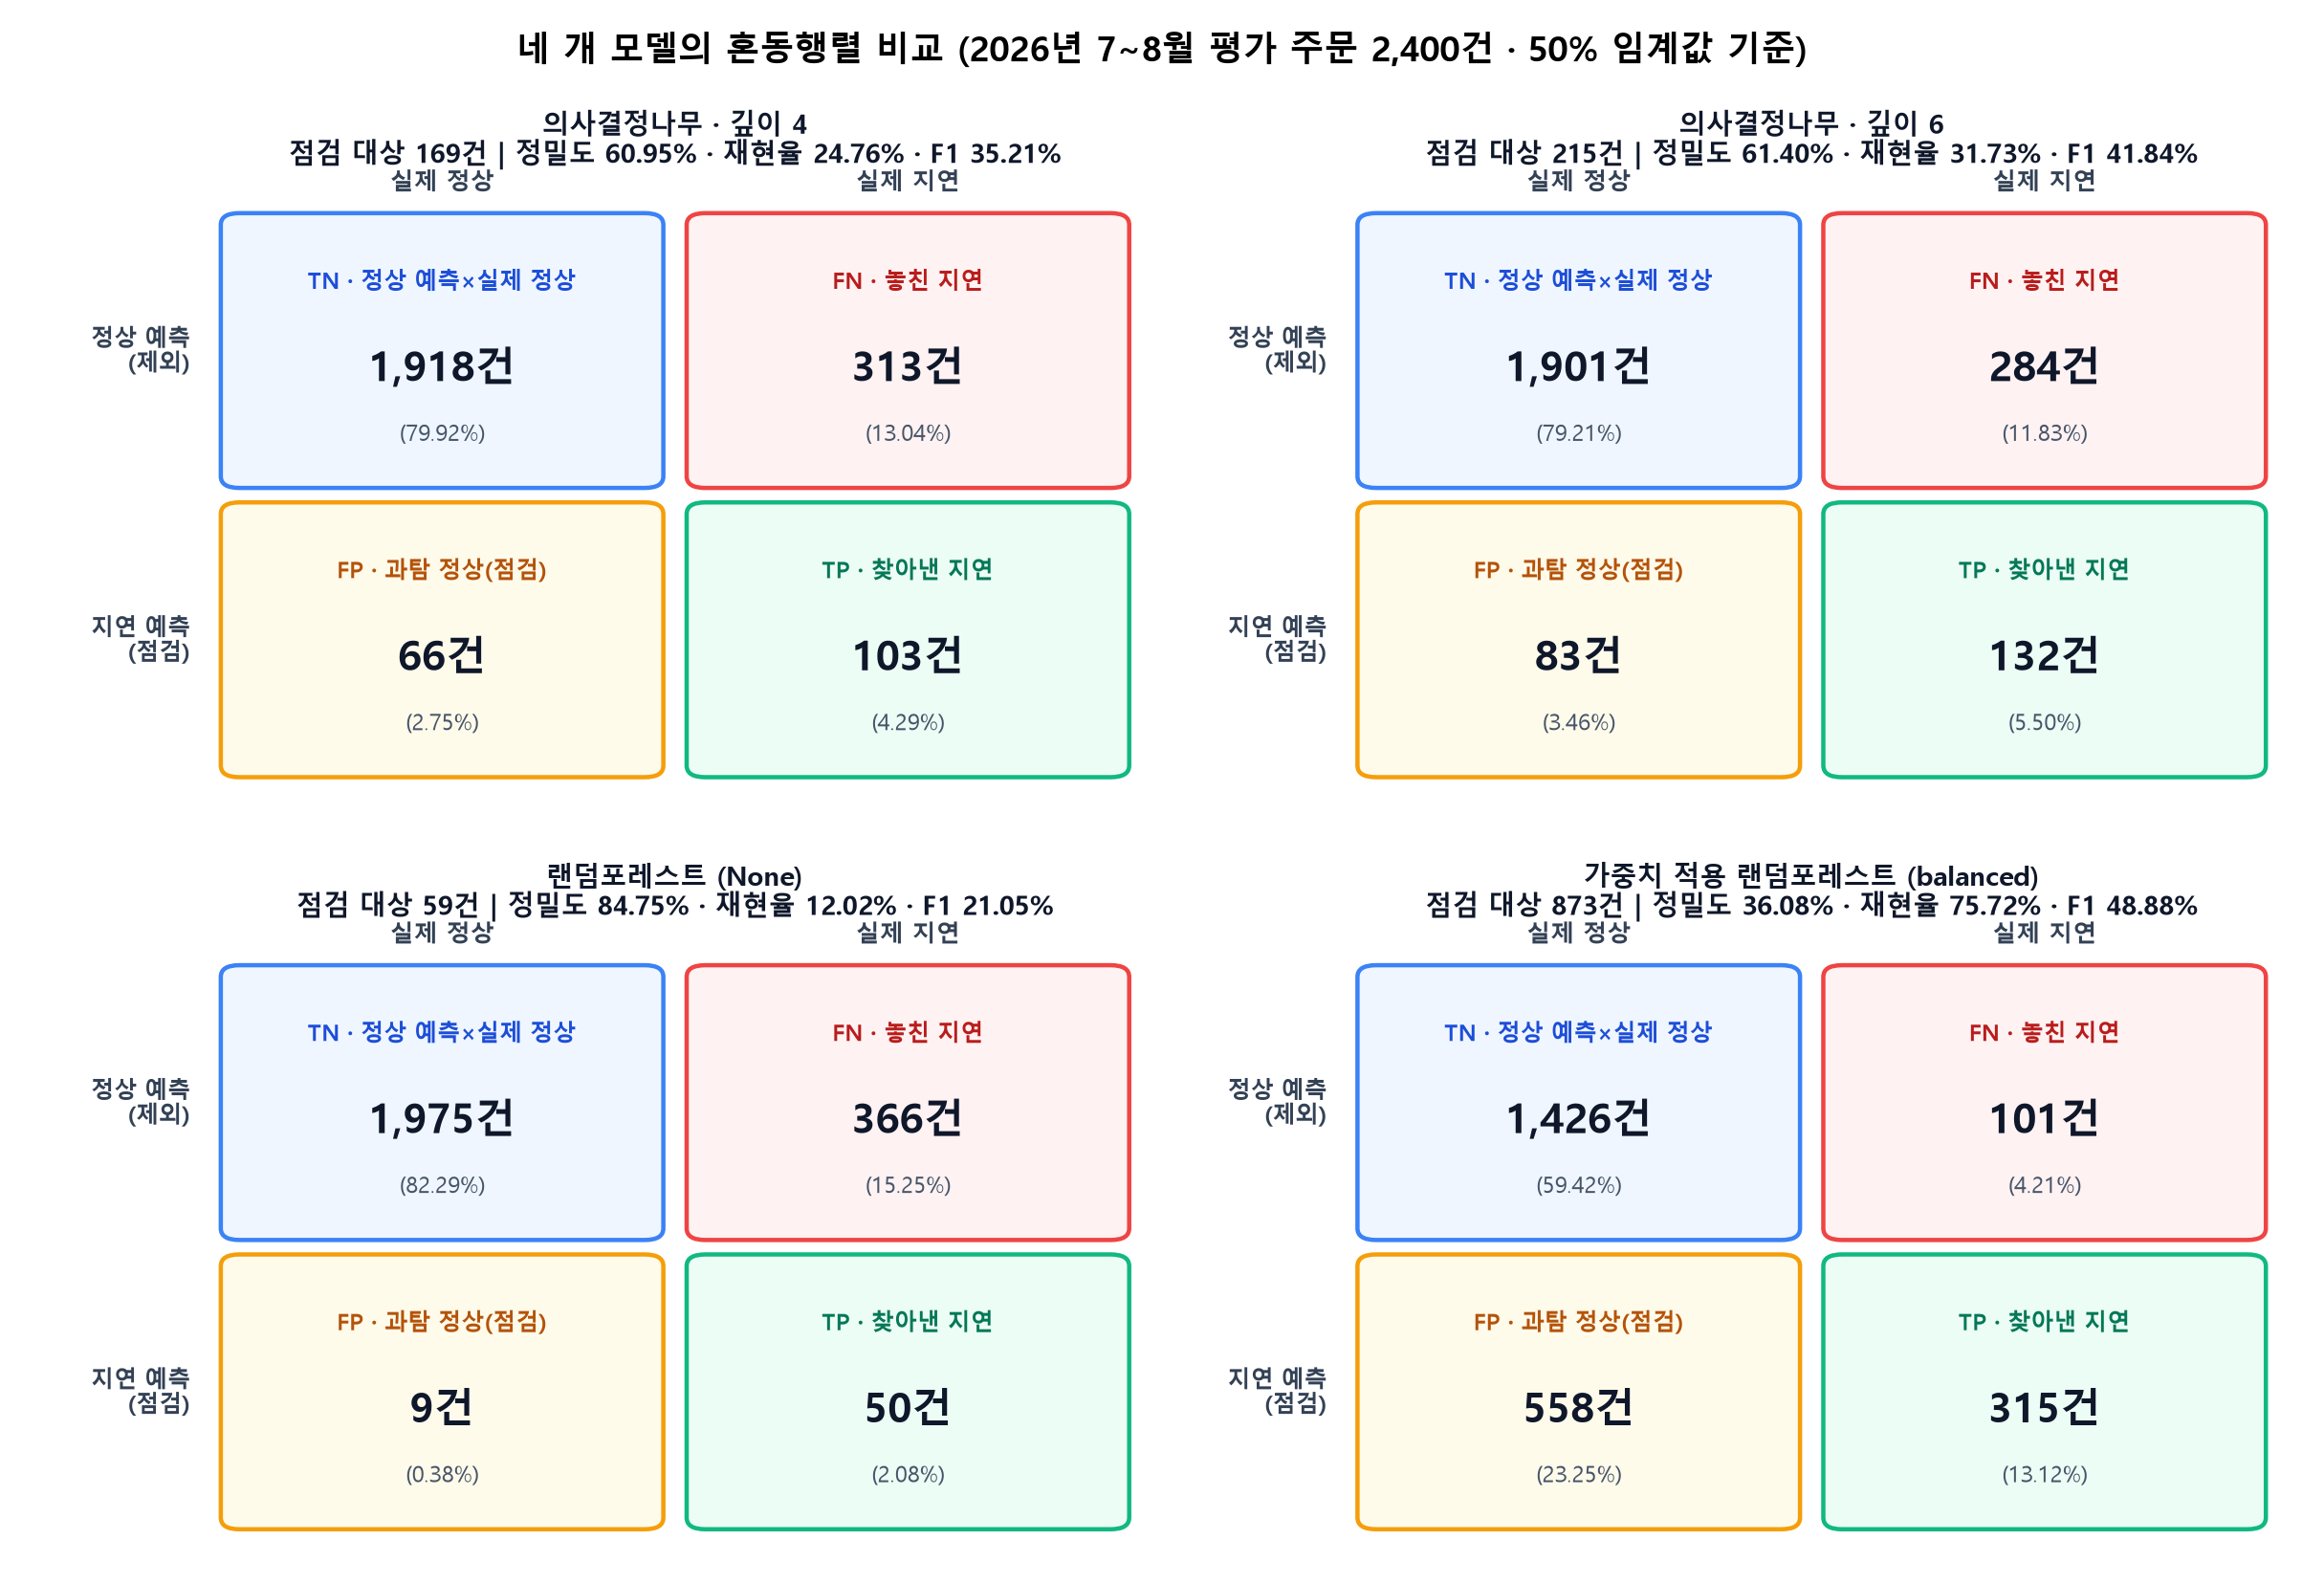 네 개 모델의 혼동행렬 비교 (2026년 7~8월 평가 주문 2,400건 · 50% 임계값 기준)
의사결정나무 · 깊이 4
점검 대상 169건 | 정밀도 60.95% · 재현율 24.76% · F1 35.21%
실제 정상
실제 지연
정상 예측
(제외)
TN · 정상 예측×실제 정상
1,918건
(79.92%)
FN · 놓친 지연
313건
(13.04%)
지연 예측
(점검)
FP · 과탐 정상(점검)
66건
(2.75%)
TP · 찾아낸 지연
103건
(4.29%)
의사결정나무 · 깊이 6
점검 대상 215건 | 정밀도 61.40% · 재현율 31.73% · F1 41.84%
실제 정상
실제 지연
정상 예측
(제외)
TN · 정상 예측×실제 정상
1,901건
(79.21%)
FN · 놓친 지연
284건
(11.83%)
지연 예측
(점검)
FP · 과탐 정상(점검)
83건
(3.46%)
TP · 찾아낸 지연
132건
(5.50%)
랜덤포레스트 (None)
점검 대상 59건 | 정밀도 84.75% · 재현율 12.02% · F1 21.05%
실제 정상
실제 지연
정상 예측
(제외)
TN · 정상 예측×실제 정상
1,975건
(82.29%)
FN · 놓친 지연
366건
(15.25%)
지연 예측
(점검)
FP · 과탐 정상(점검)
9건
(0.38%)
TP · 찾아낸 지연
50건
(2.08%)
가중치 적용 랜덤포레스트 (balanced)
점검 대상 873건 | 정밀도 36.08% · 재현율 75.72% · F1 48.88%
실제 정상
실제 지연
정상 예측
(제외)
TN · 정상 예측×실제 정상
1,426건
(59.42%)
FN · 놓친 지연
101건
(4.21%)
지연 예측
(점검)
FP · 과탐 정상(점검)
558건
(23.25%)
TP · 찾아낸 지연
315건
(13.12%)